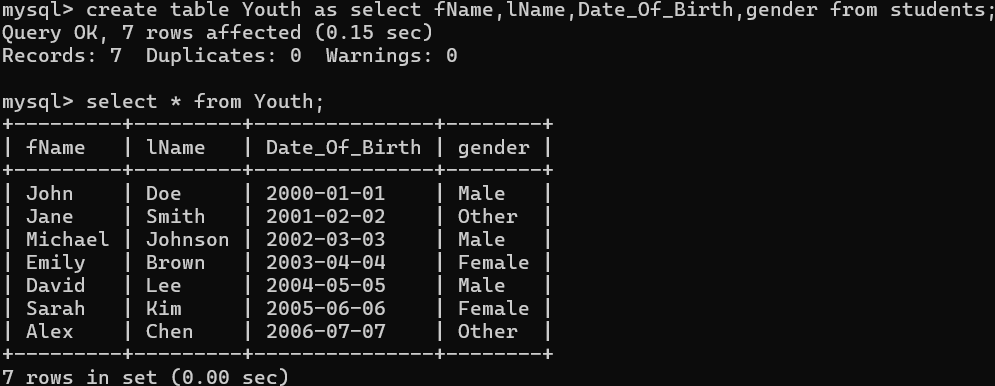 mysql> create table Youth as select fName,lName,Date_Of_Birth,gender from students;
Query OK, 7 rows affected (0.15 sec)
Records: 7  Duplicates: 0  Warnings: 0

mysql> select * from Youth;
+---------+---------+---------------+--------+
| fName   | lName   | Date_Of_Birth | gender |
+---------+---------+---------------+--------+
| John    | Doe     | 2000-01-01    | Male   |
| Jane    | Smith   | 2001-02-02    | Other  |
| Michael | Johnson | 2002-03-03    | Male   |
| Emily   | Brown   | 2003-04-04    | Female |
| David   | Lee     | 2004-05-05    | Male   |
| Sarah   | Kim     | 2005-06-06    | Female |
| Alex    | Chen    | 2006-07-07    | Other  |
+---------+---------+---------------+--------+
7 rows in set (0.00 sec)